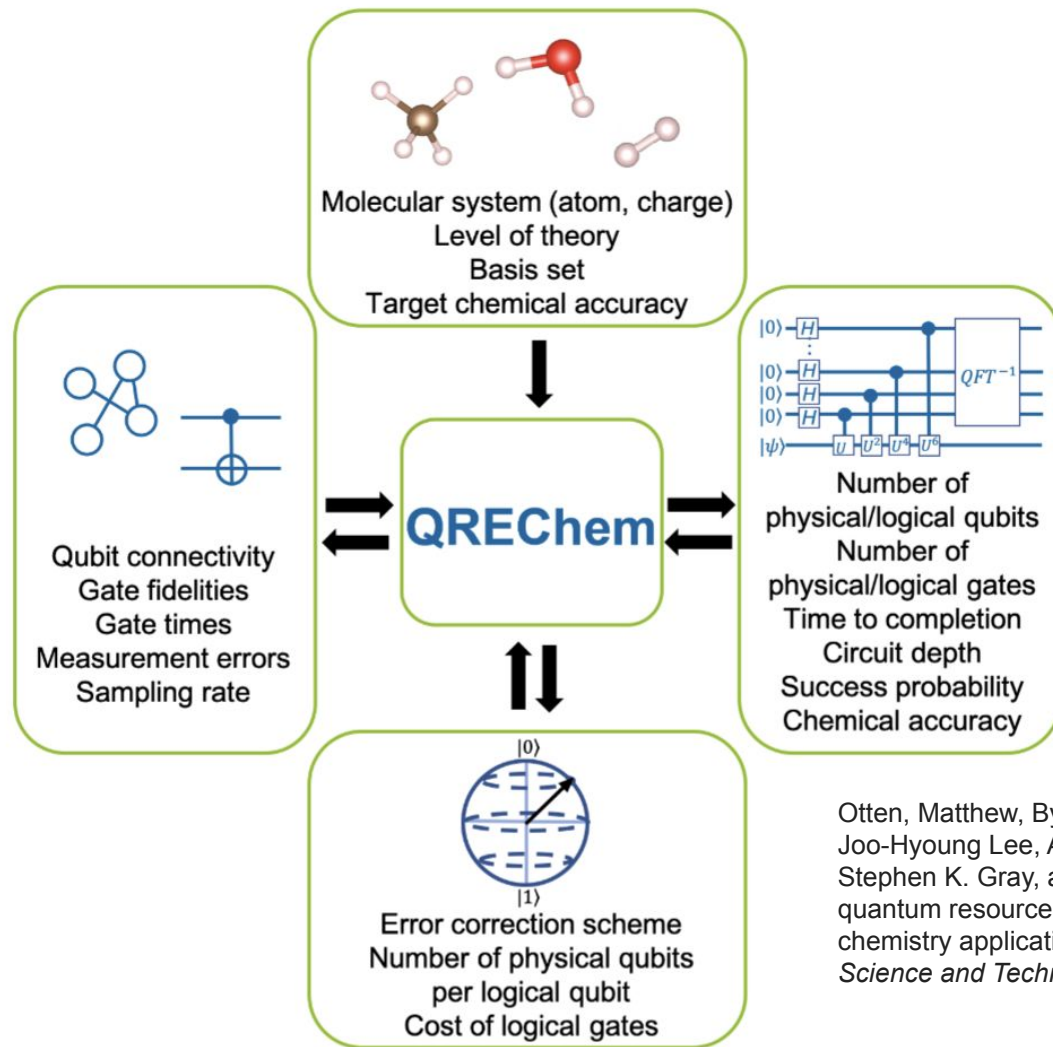 Molecular system (atom, charge)
Level of theory
Basis set
Target chemical accuracy
Qubit connectivity
Gate fidelities
Gate times
Measurement errors
Sampling rate
QREChem
|0⟩ H
⋮
|0⟩ H
|0⟩ H
|0⟩ H
|ψ⟩ U U² U⁴ U⁶
QFT⁻¹
Number of
physical/logical qubits
Number of
physical/logical gates
Time to completion
Circuit depth
Success probability
Chemical accuracy
|0⟩
|1⟩
Error correction scheme
Number of physical qubits
per logical qubit
Cost of logical gates
Otten, Matthew, By
Joo-Hyoung Lee, A
Stephen K. Gray, a
quantum resource
chemistry applicati
Science and Techn